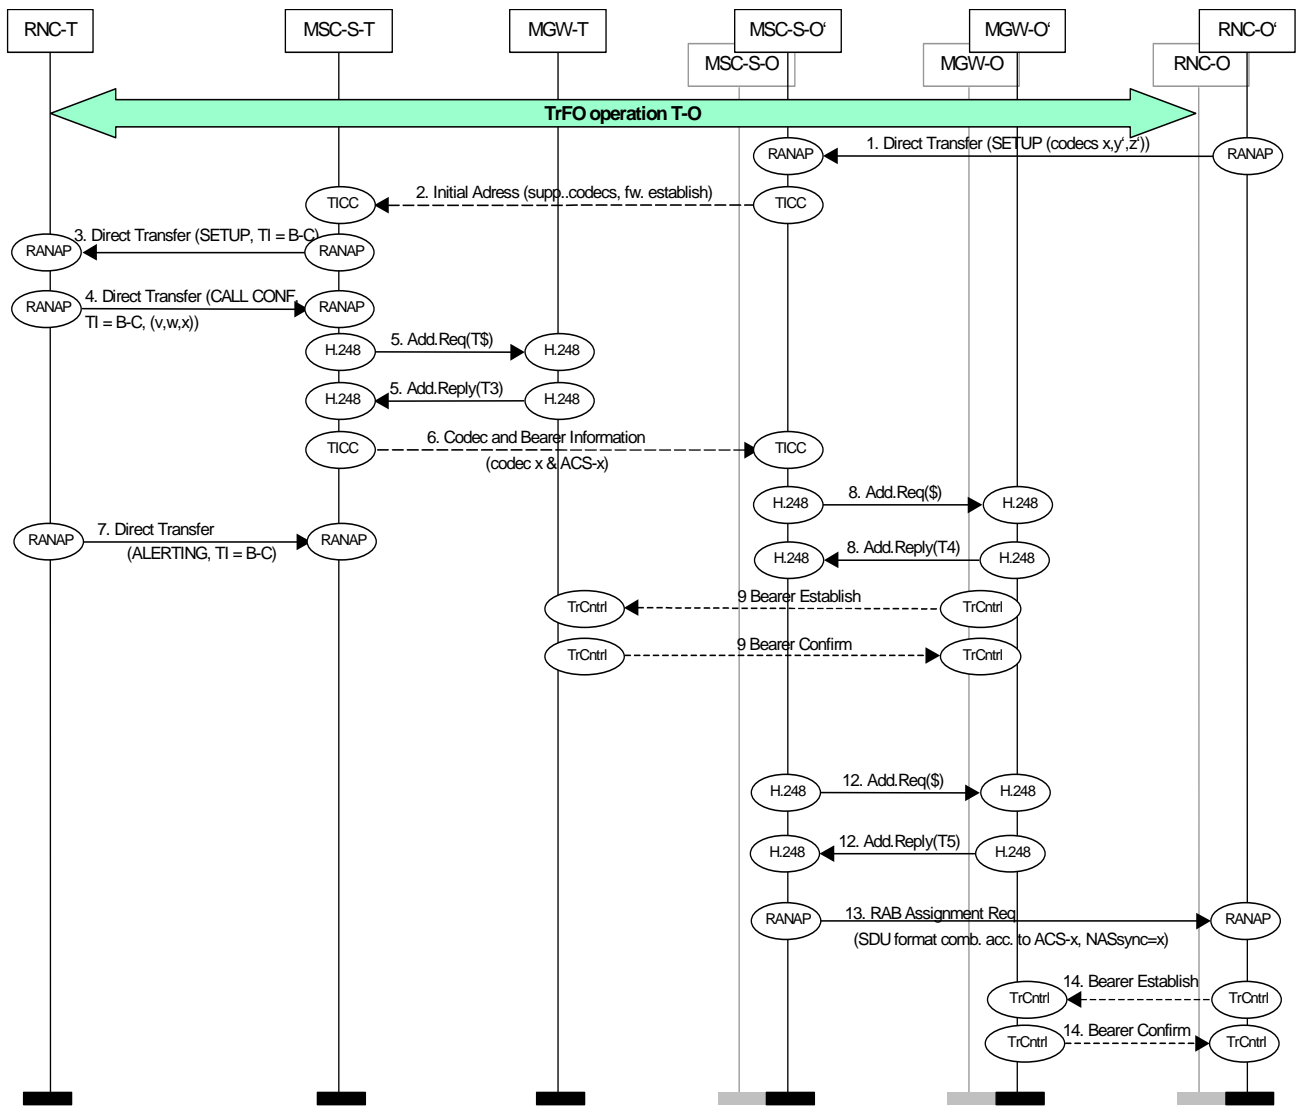 RNC-T
MSC-S-T
MGW-T
MSC-S-O‘
MGW-O‘
RNC-O‘
MSC-S-O
MGW-O
RNC-O
TrFO operation T-O
RANAP
1. Direct Transfer (SETUP (codecs x,y‘,z‘))
RANAP
TICC
2. Initial Adress (supp..codecs, fw. establish)
TICC
RANAP
3. Direct Transfer (SETUP, TI = B-C)
RANAP
RANAP
4. Direct Transfer (CALL CONF,
TI = B-C, (v,w,x))
RANAP
H.248
5. Add.Req(T$)
H.248
H.248
5. Add.Reply(T3)
H.248
TICC
6. Codec and Bearer Information
(codec x & ACS-x)
TICC
H.248
8. Add.Req($)
H.248
RANAP
7. Direct Transfer
(ALERTING, TI = B-C)
RANAP
H.248
8. Add.Reply(T4)
H.248
TrCntrl
9 Bearer Establish
TrCntrl
TrCntrl
9 Bearer Confirm
TrCntrl
H.248
12. Add.Req($)
H.248
H.248
12. Add.Reply(T5)
H.248
RANAP
13. RAB Assignment Req
(SDU format comb. acc. to ACS-x, NASsync=x)
RANAP
TrCntrl
14. Bearer Establish
TrCntrl
TrCntrl
14. Bearer Confirm
TrCntrl